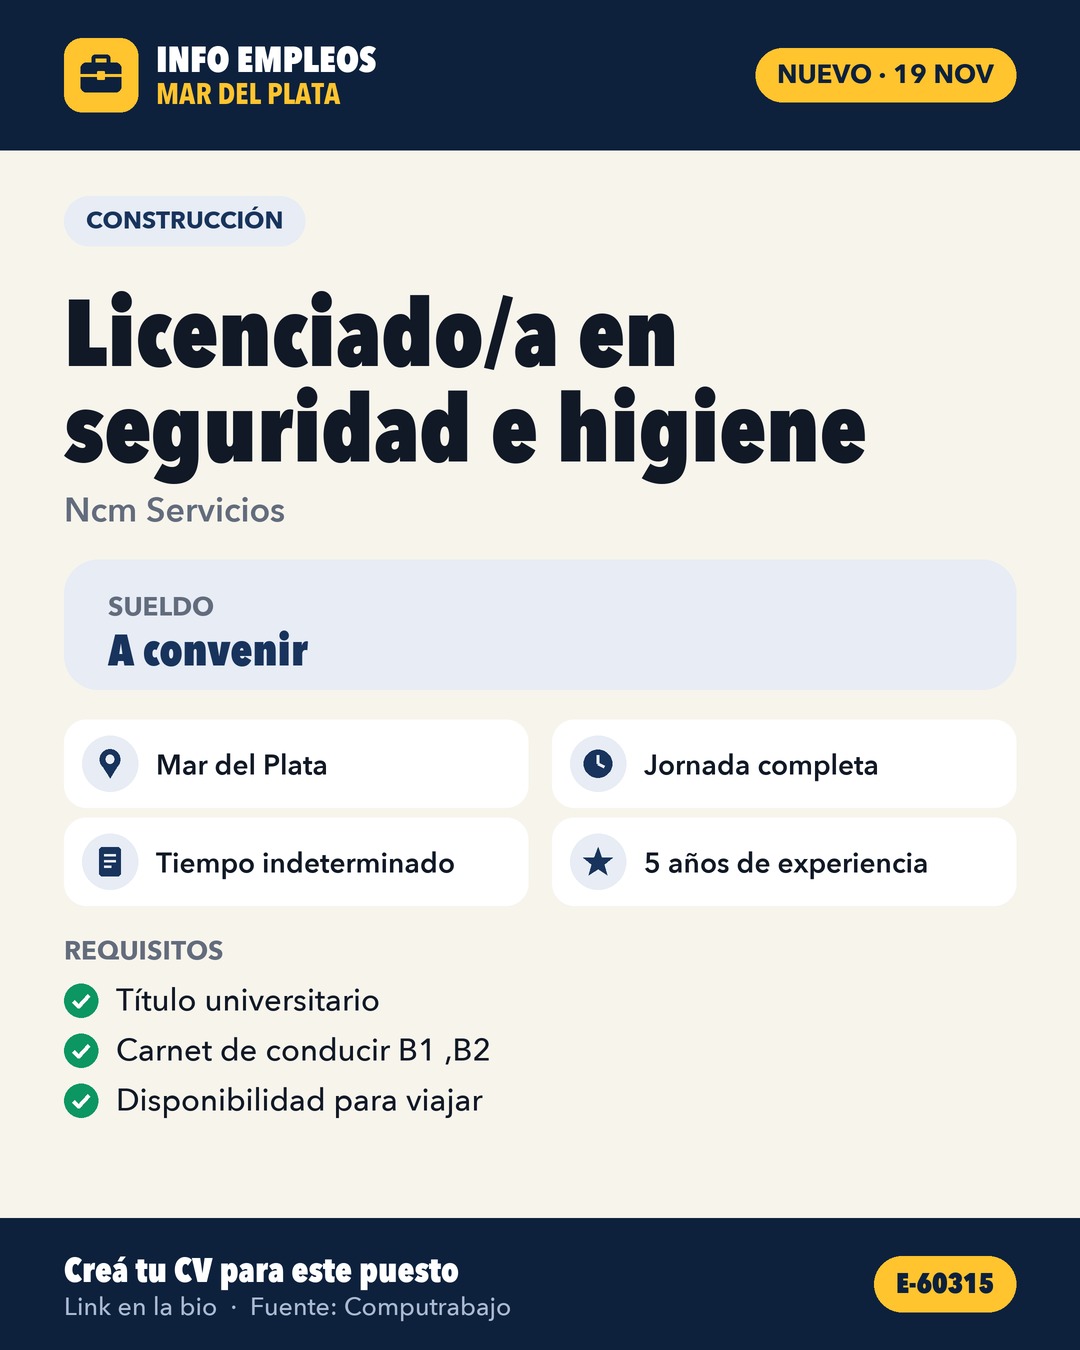 INFO EMPLEOS
MAR DEL PLATA
NUEVO · 19 NOV
CONSTRUCCIÓN
Licenciado/a en
seguridad e higiene
Ncm Servicios
SUELDO
A convenir
Mar del Plata
Jornada completa
Tiempo indeterminado
5 años de experiencia
REQUISITOS
Título universitario
Carnet de conducir B1 ,B2
Disponibilidad para viajar
Creá tu CV para este puesto
Link en la bio · Fuente: Computrabajo
E-60315